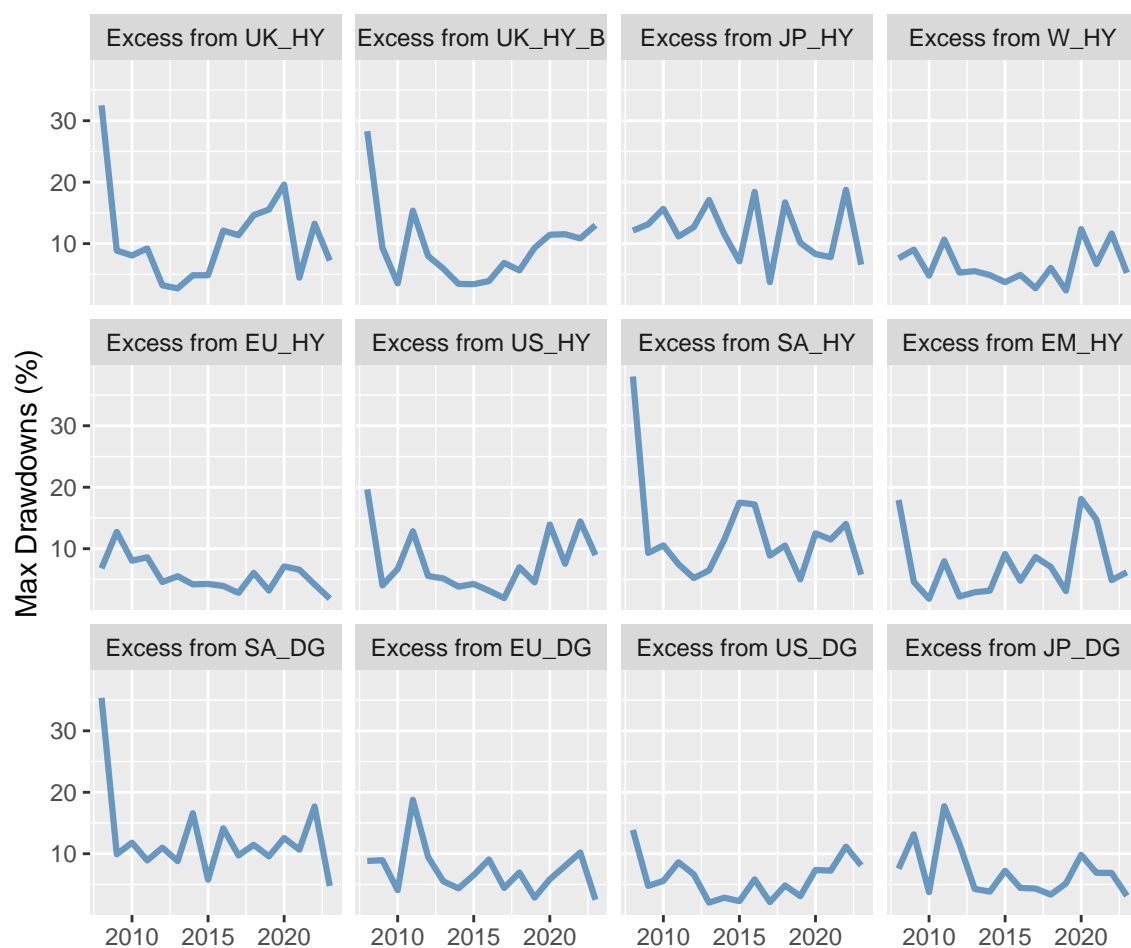 Excess from UK_HY
Excess from UK_HY_B
Excess from JP_HY
Excess from W_HY
30
20
10
Excess from EU_HY
Excess from US_HY
Excess from SA_HY
Excess from EM_HY
30
20
10
Max Drawdowns (%)
Excess from SA_DG
Excess from EU_DG
Excess from US_DG
Excess from JP_DG
30
20
10
2010 2015 2020
2010 2015 2020
2010 2015 2020
2010 2015 2020